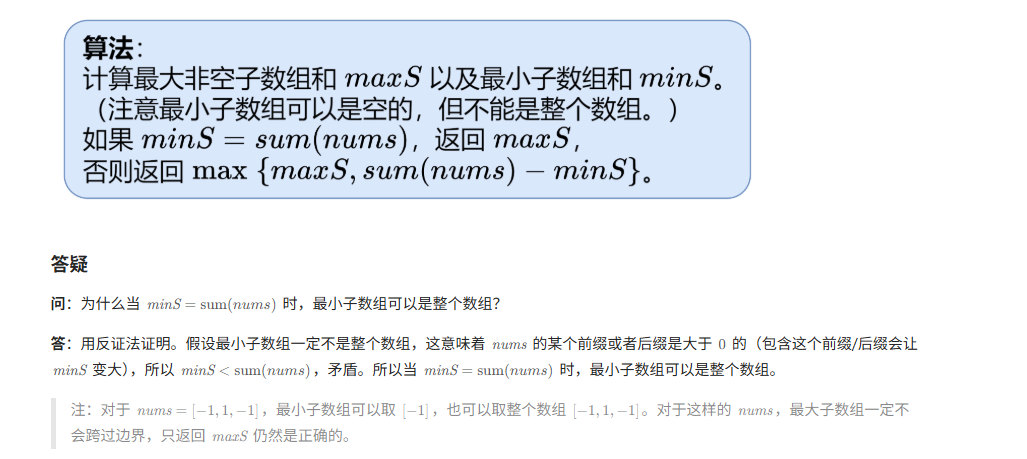 算法：
计算最大非空子数组和 maxS 以及最小子数组和 minS。
（注意最小子数组可以是空的，但不能是整个数组。）
如果 minS = sum(nums)，返回 maxS，
否则返回 max {maxS, sum(nums) − minS}。
答疑
问：为什么当 minS = sum(nums) 时，最小子数组可以是整个数组？
答：用反证法证明。假设最小子数组一定不是整个数组，这意味着 nums 的某个前缀或者后缀是大于 0 的（包含这个前缀/后缀会让
minS 变大），所以 minS < sum(nums)，矛盾。所以当 minS = sum(nums) 时，最小子数组可以是整个数组。
注：对于 nums = [−1, 1, −1]，最小子数组可以取 [−1]，也可以取整个数组 [−1, 1, −1]。对于这样的 nums，最大子数组一定不
会跨过边界，只返回 maxS 仍然是正确的。